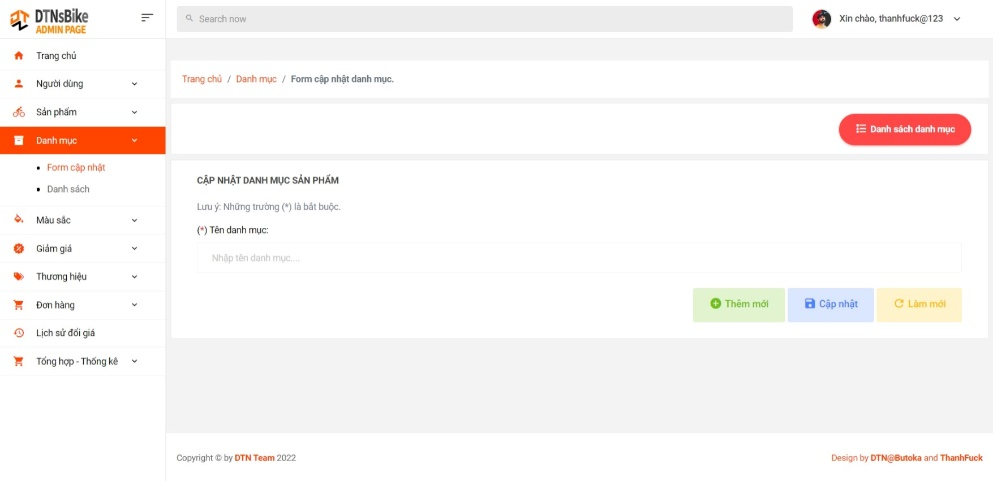 DTNsBike
ADMIN PAGE
Search now
Xin chào, thanhfuck@123
Trang chủ
Người dùng
Sản phẩm
Danh mục
Form cập nhật
Danh sách
Màu sắc
Giảm giá
Thương hiệu
Đơn hàng
Lịch sử đổi giá
Tổng hợp - Thống kê
Trang chủ / Danh mục / Form cập nhật danh mục.
Danh sách danh mục
CẬP NHẬT DANH MỤC SẢN PHẨM
Lưu ý: Những trường (*) là bắt buộc.
(*) Tên danh mục:
Nhập tên danh mục....
Thêm mới
Cập nhật
Làm mới
Copyright © by DTN Team 2022
Design by DTN@Butoka and ThanhFuck